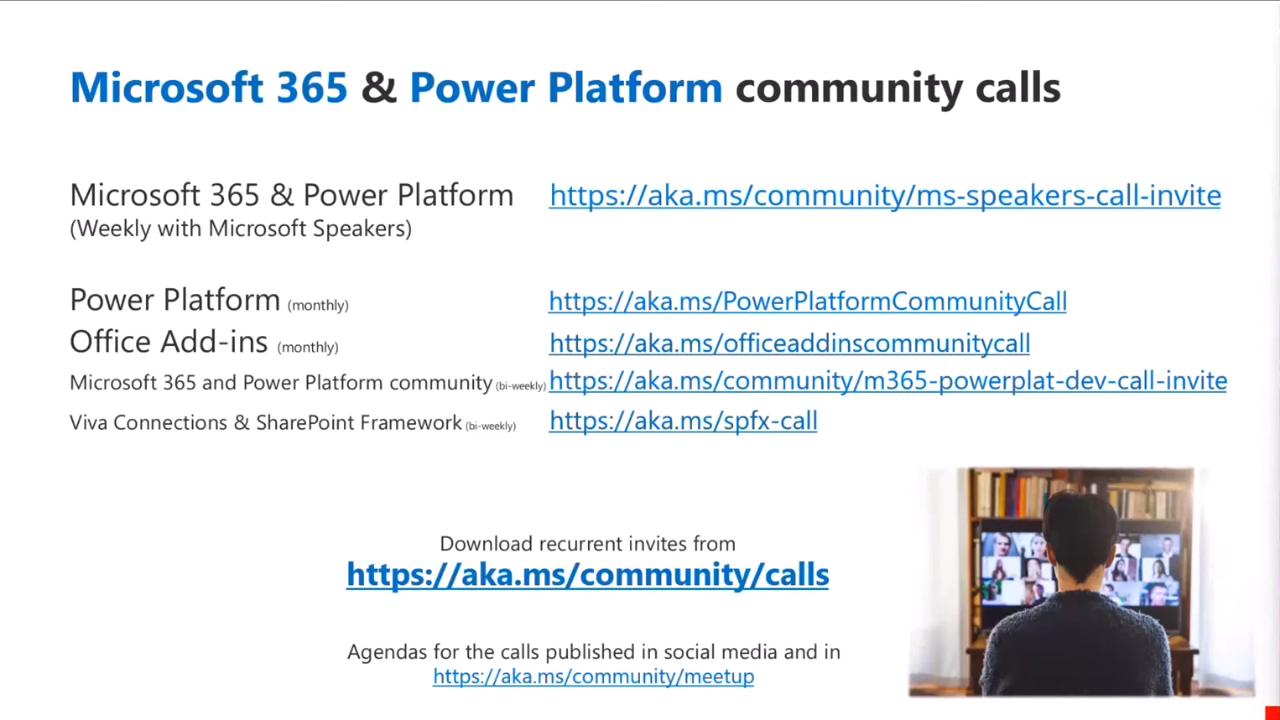 Microsoft 365 & Power Platform community calls
Microsoft 365 & Power Platform https://aka.ms/community/ms-speakers-call-invite
(Weekly with Microsoft Speakers)
Power Platform (monthly) https://aka.ms/PowerPlatformCommunityCall
Office Add-ins (monthly) https://aka.ms/officeaddinscommunitycall
Microsoft 365 and Power Platform community (bi-weekly) https://aka.ms/community/m365-powerplat-dev-call-invite
Viva Connections & SharePoint Framework (bi-weekly) https://aka.ms/spfx-call
Download recurrent invites from
https://aka.ms/community/calls
Agendas for the calls published in social media and in
https://aka.ms/community/meetup